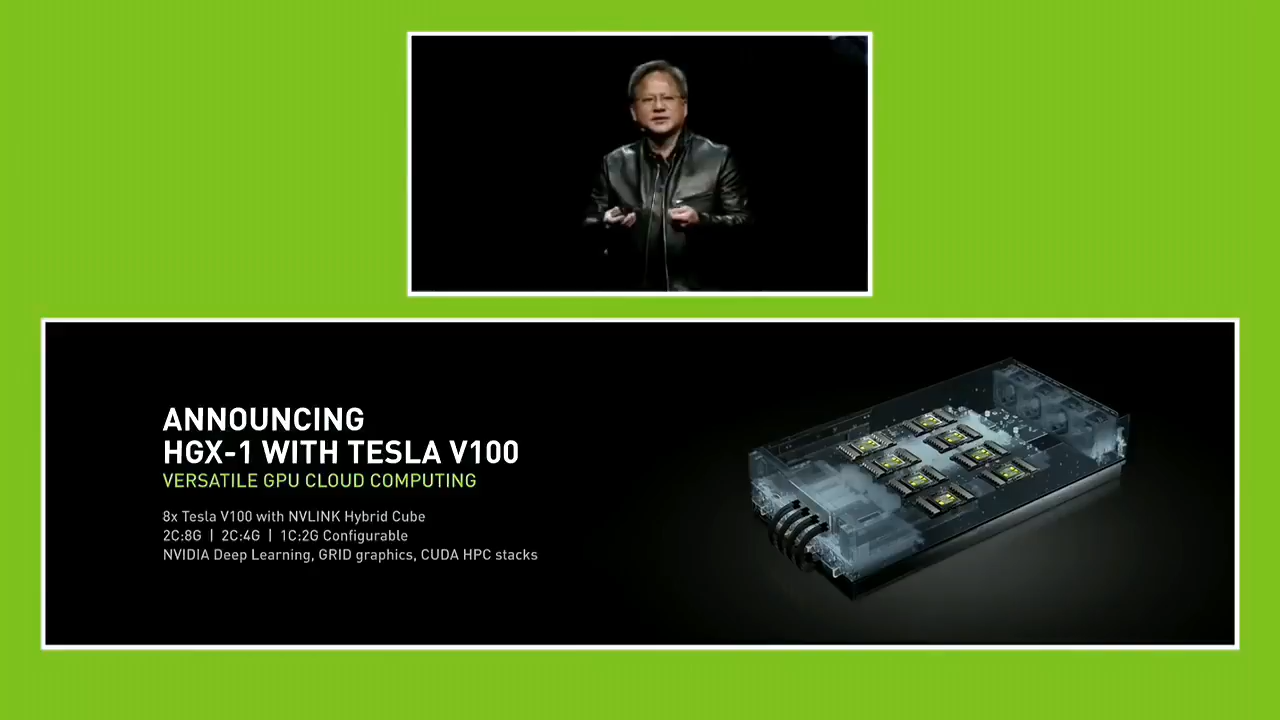 ANNOUNCING
HGX-1 WITH TESLA V100
VERSATILE GPU CLOUD COMPUTING
8x Tesla V100 with NVLINK Hybrid Cube
2C:8G | 2C:4G | 1C:2G Configurable
NVIDIA Deep Learning, GRID graphics, CUDA HPC stacks